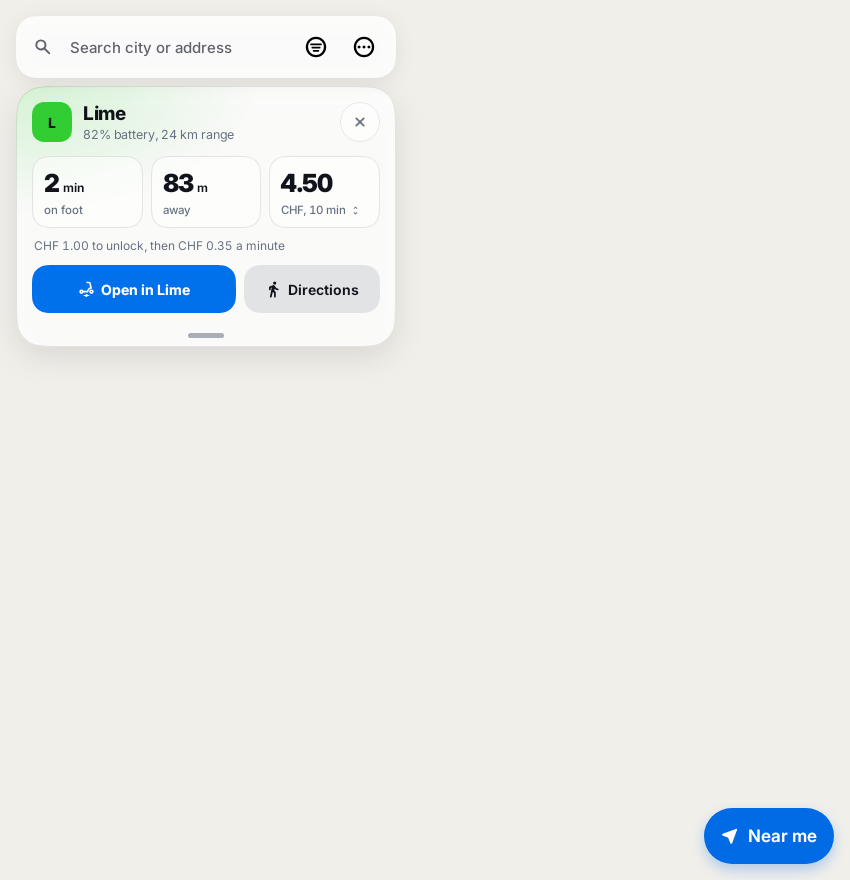 Search city or address
L
Lime
82% battery, 24 km range
2 min
on foot
83 m
away
4.50
CHF, 10 min
CHF 1.00 to unlock, then CHF 0.35 a minute
Open in Lime
Directions
Near me